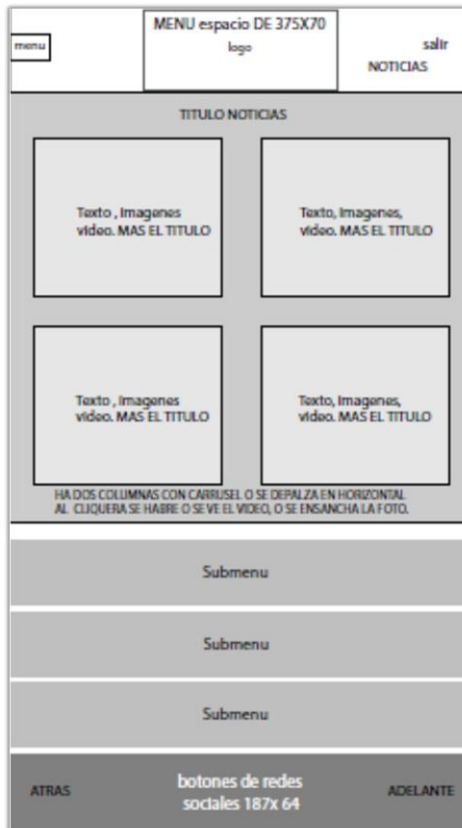 MENU espacio DE 375X70
menu
logo
salir
NOTICIAS
TITULO NOTICIAS
Texto , Imagenes
video. MAS EL TITULO
Texto, Imagenes,
video. MAS EL TITULO
Texto , Imagenes
video. MAS EL TITULO
Texto, Imagenes,
video. MAS EL TITULO
HA DOS COLUMNAS CON CARRUSEL O SE DEPALZA EN HORIZONTAL
AL CLIQUERA SE HABRE O SE VE EL VIDEO, O SE ENSANCHA LA FOTO.
Submenu
Submenu
Submenu
ATRAS
botones de redes
sociales 187x 64
ADELANTE